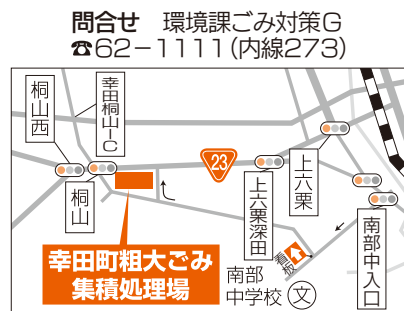 問合せ 環境課ごみ対策G
☎62-1111(内線273)
桐山西
幸田桐山IC
桐山
23
上六栗
上六栗深田
南部中入口
看板
幸田町粗大ごみ
集積処理場
南部
中学校 文